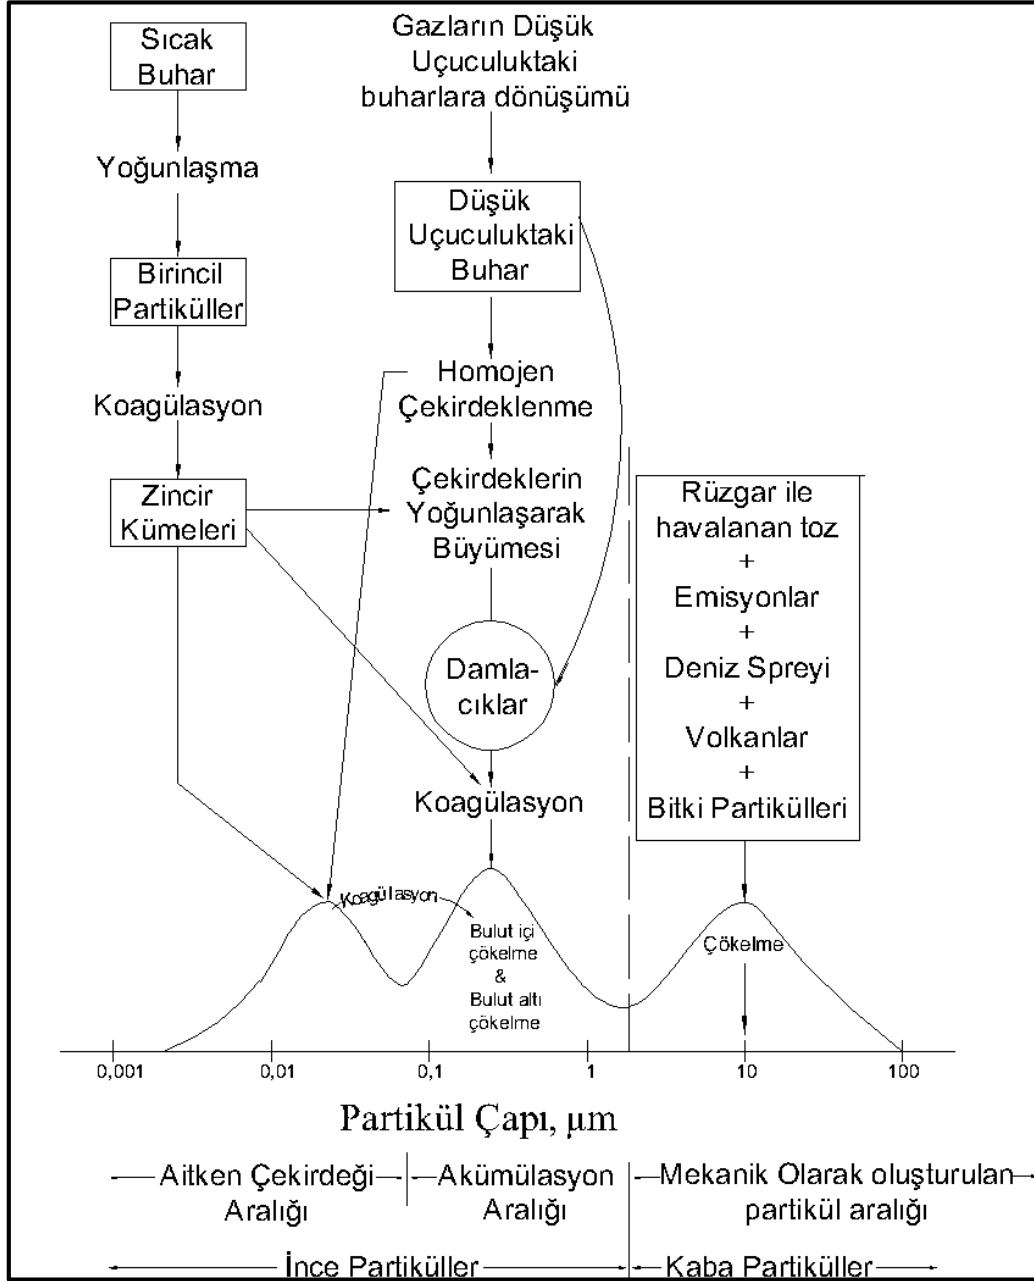 Sıcak
Buhar
Yoğunlaşma
Birincil
Partiküller
Koagülasyon
Zincir
Kümeleri
Gazların Düşük
Uçuculuktaki
buharlara dönüşümü
Düşük
Uçuculuktaki
Buhar
Homojen
Çekirdeklenme
Çekirdeklerin
Yoğunlaşarak
Büyümesi
Damla-
cıklar
Koagülasyon
Rüzgar ile
havalanan toz
+
Emisyonlar
+
Deniz Spreyi
+
Volkanlar
+
Bitki Partikülleri
Koagülasyon
Bulut içi
çökelme
&
Bulut altı
çökelme
Çökelme
0,001 0,01 0,1 1 10 100
Partikül Çapı, µm
Aitken Çekirdeği
Aralığı
Akümülasyon
Aralığı
Mekanik Olarak oluşturulan
partikül aralığı
İnce Partiküller
Kaba Partiküller